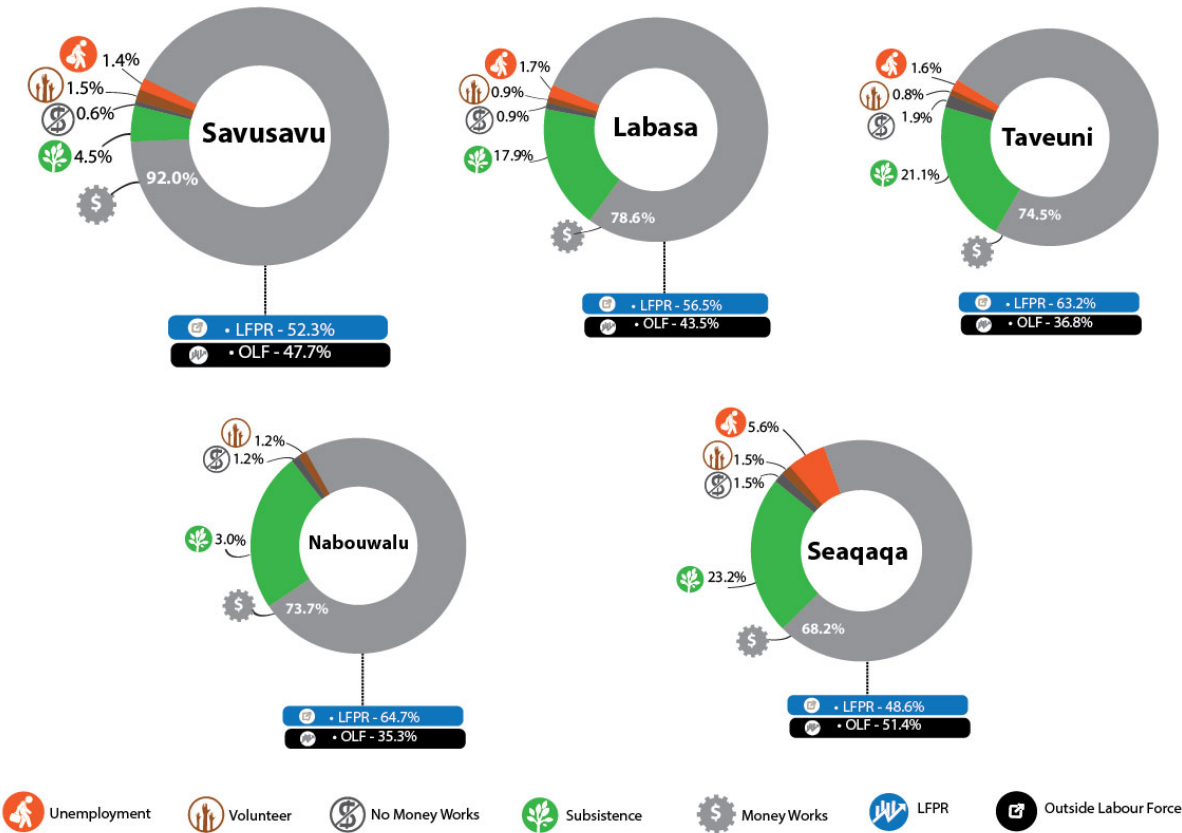 1.4%
1.5%
0.6%
4.5%
92.0%
Savusavu
• LFPR - 52.3%
• OLF - 47.7%
1.7%
0.9%
0.9%
17.9%
78.6%
Labasa
• LFPR - 56.5%
• OLF - 43.5%
1.6%
0.8%
1.9%
21.1%
74.5%
Taveuni
• LFPR - 63.2%
• OLF - 36.8%
1.2%
1.2%
3.0%
73.7%
Nabouwalu
• LFPR - 64.7%
• OLF - 35.3%
5.6%
1.5%
1.5%
23.2%
68.2%
Seaqaqa
• LFPR - 48.6%
• OLF - 51.4%
Unemployment
Volunteer
No Money Works
Subsistence
Money Works
LFPR
Outside Labour Force